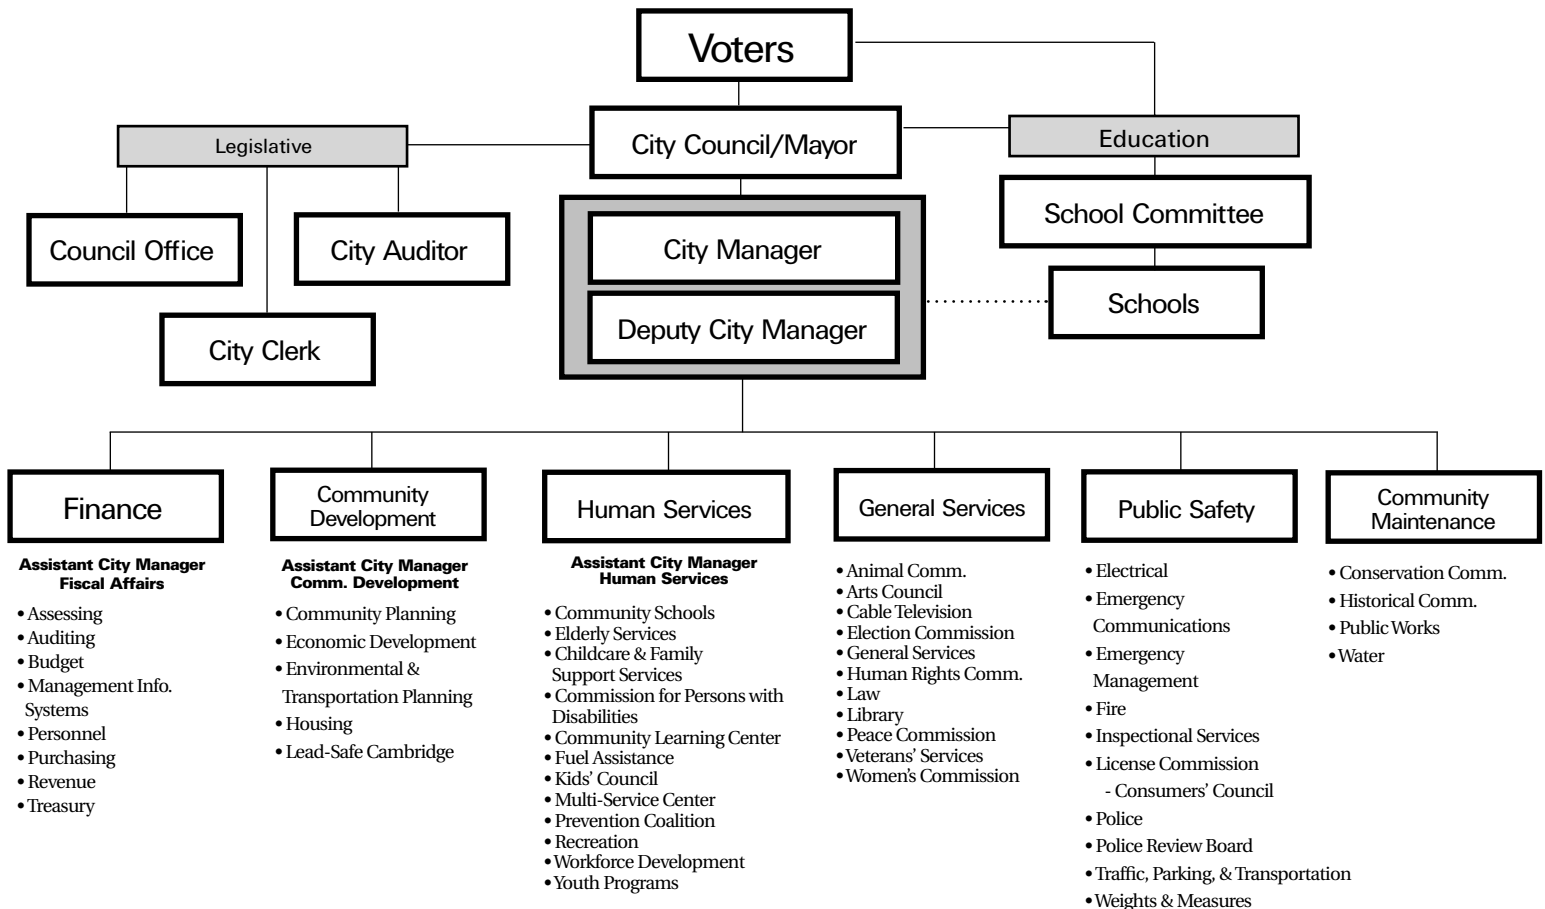 Voters
Legislative
City Council/Mayor
Education
Council Office
City Auditor
City Clerk
City Manager
Deputy City Manager
School Committee
Schools
Finance
Assistant City Manager
Fiscal Affairs
• Assessing
• Auditing
• Budget
• Management Info.
Systems
• Personnel
• Purchasing
• Revenue
• Treasury
Community
Development
Assistant City Manager
Comm. Development
• Community Planning
• Economic Development
• Environmental &
Transportation Planning
• Housing
• Lead-Safe Cambridge
Human Services
Assistant City Manager
Human Services
• Community Schools
• Elderly Services
• Childcare & Family
Support Services
• Commission for Persons with
Disabilities
• Community Learning Center
• Fuel Assistance
• Kids’ Council
• Multi-Service Center
• Prevention Coalition
• Recreation
• Workforce Development
• Youth Programs
General Services
• Animal Comm.
• Arts Council
• Cable Television
• Election Commission
• General Services
• Human Rights Comm.
• Law
• Library
• Peace Commission
• Veterans’ Services
• Women’s Commission
Public Safety
• Electrical
• Emergency
Communications
• Emergency
Management
• Fire
• Inspectional Services
• License Commission
- Consumers’ Council
• Police
• Police Review Board
• Traffic, Parking, & Transportation
• Weights & Measures
Community
Maintenance
• Conservation Comm.
• Historical Comm.
• Public Works
• Water